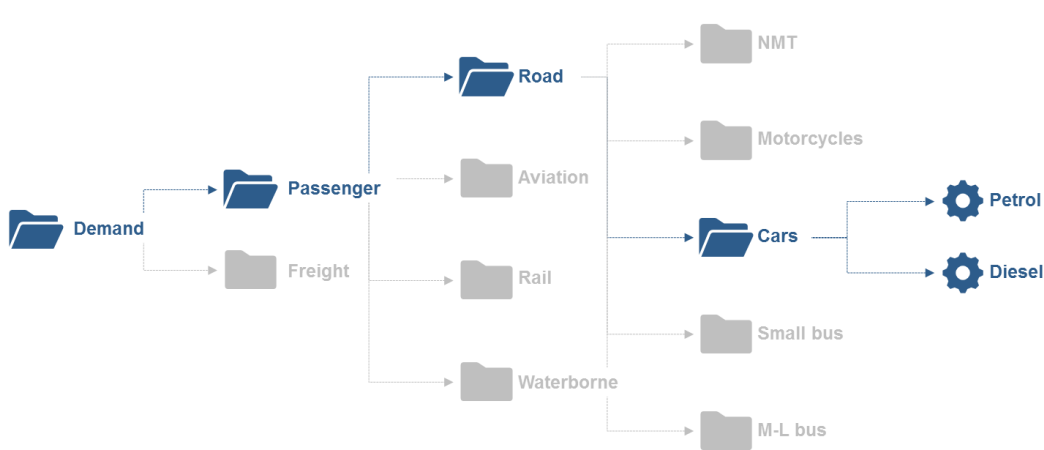 Demand
Passenger
Freight
Road
Aviation
Rail
Waterborne
NMT
Motorcycles
Cars
Small bus
M-L bus
Petrol
Diesel